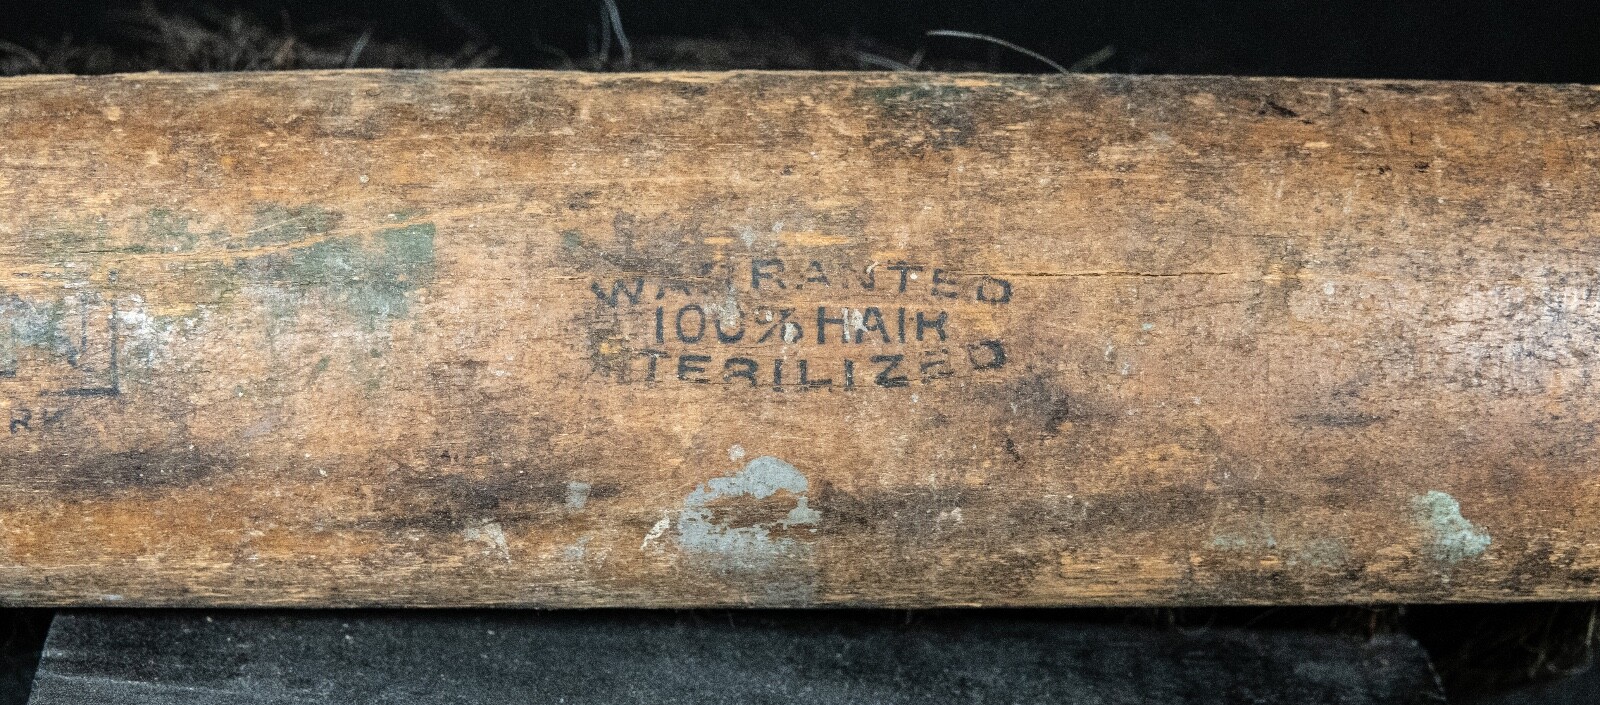 WARRANTED
100% HAIR
STERILIZED